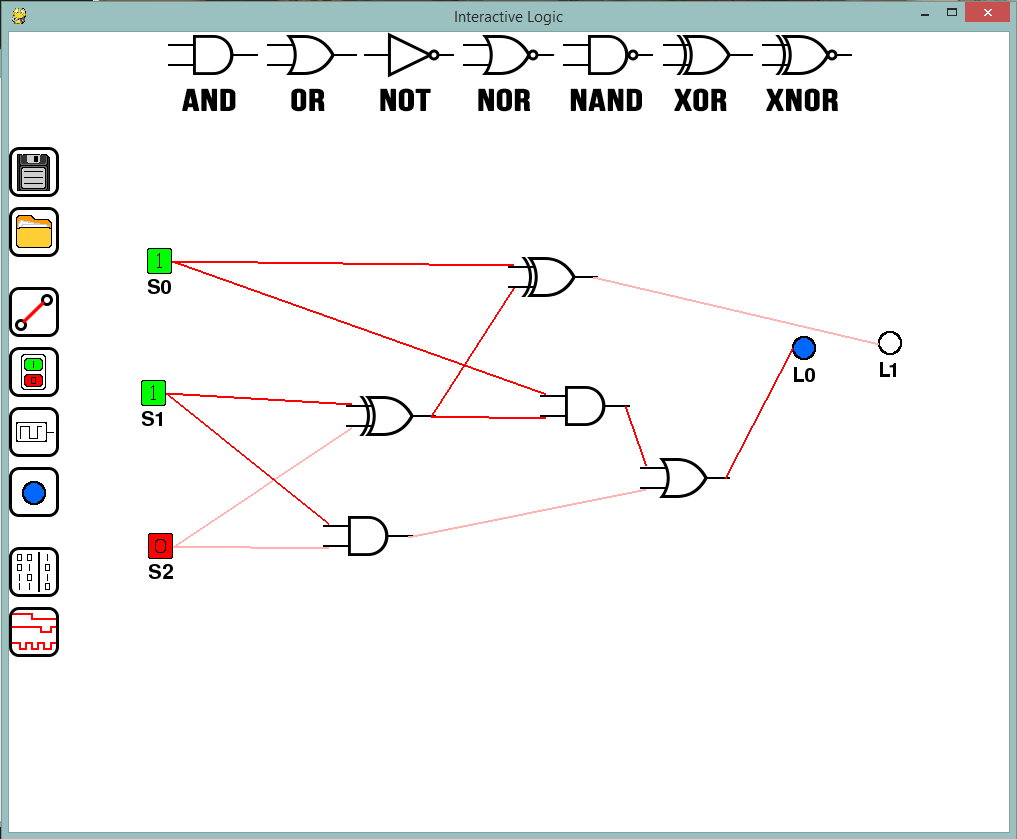 Interactive Logic
AND OR NOT NOR NAND XOR XNOR
1
S0
L0
L1
1
S1
0
S2